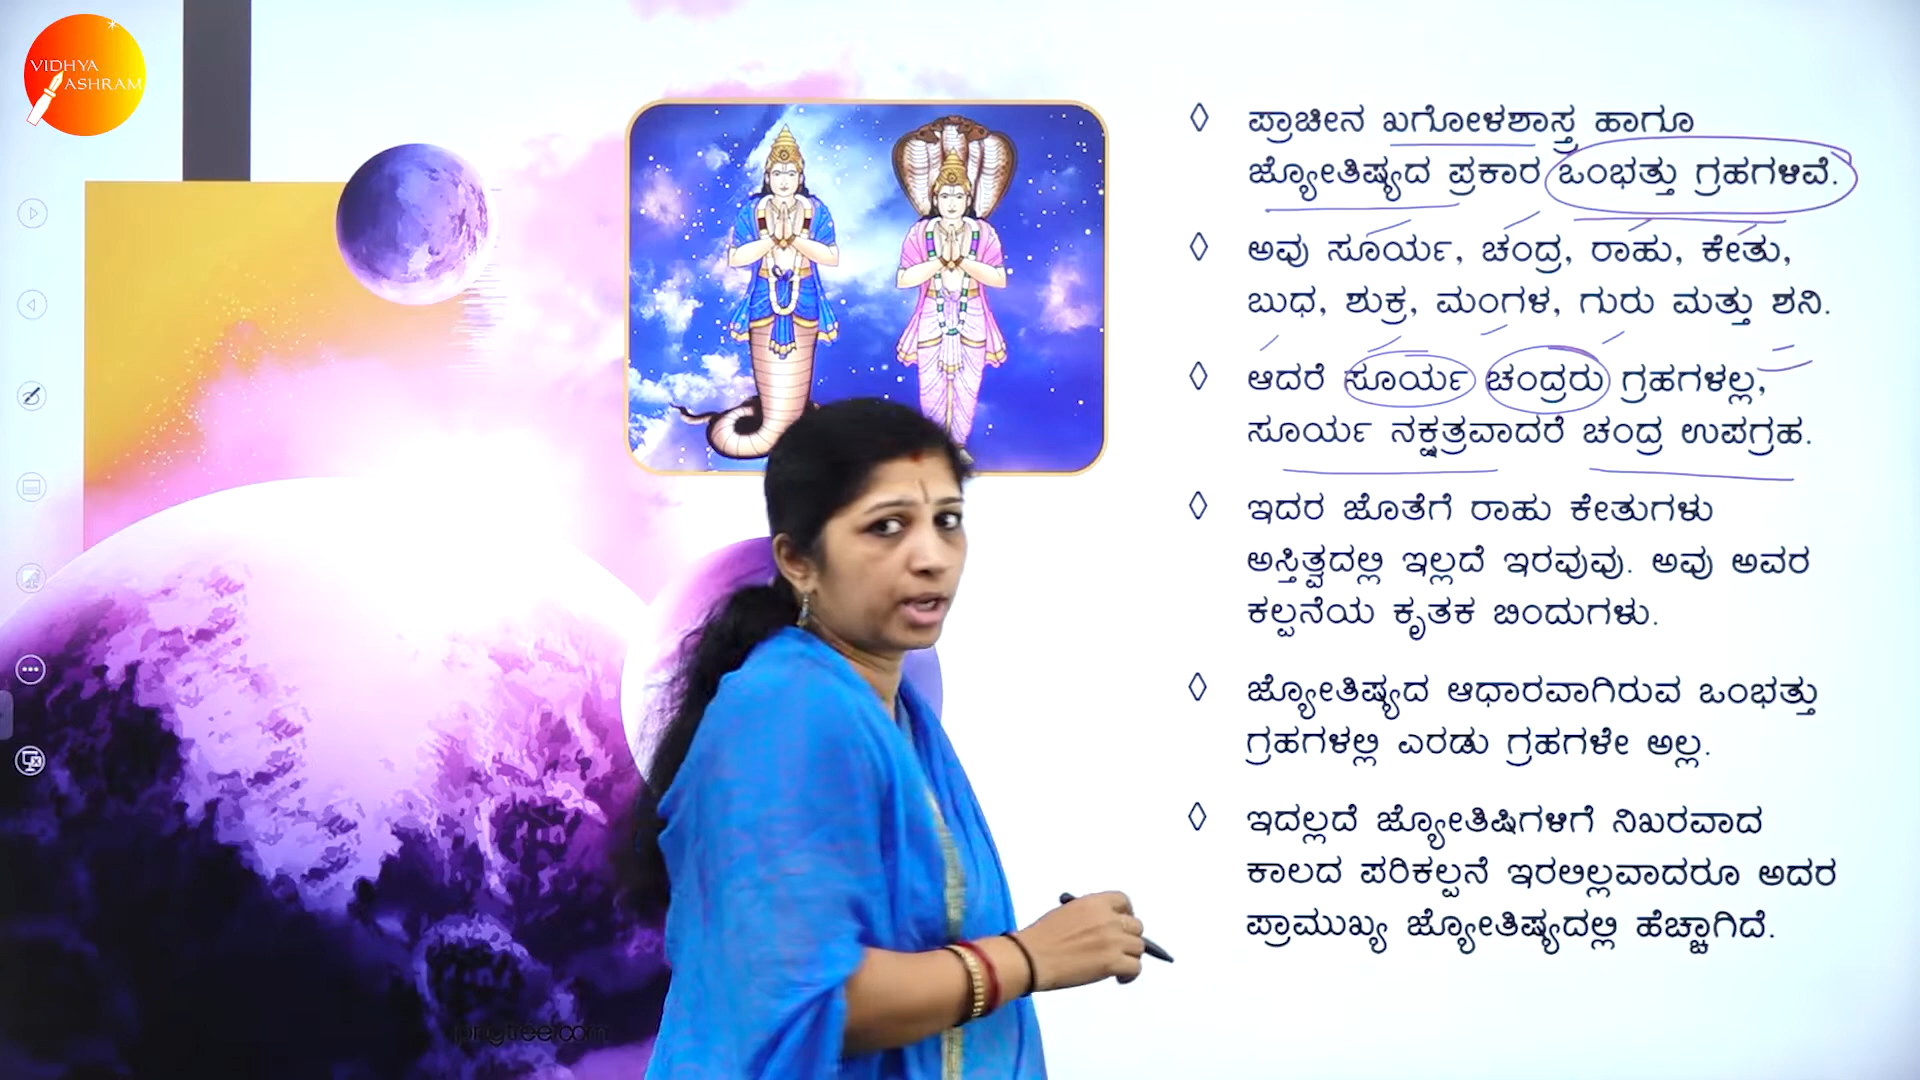 VIDHYA
ASHRAM
ಪ್ರಾಚೀನ ಖಗೋಳಶಾಸ್ತ್ರ ಹಾಗೂ
ಜ್ಯೋತಿಷ್ಯದ ಪ್ರಕಾರ ಒಂಭತ್ತು ಗ್ರಹಗಳಿವೆ.
ಅವು ಸೂರ್ಯ, ಚಂದ್ರ, ರಾಹು, ಕೇತು,
ಬುಧ, ಶುಕ್ರ, ಮಂಗಳ, ಗುರು ಮತ್ತು ಶನಿ.
ಆದರೆ ಸೂರ್ಯ ಚಂದ್ರರು ಗ್ರಹಗಳಲ್ಲ,
ಸೂರ್ಯ ನಕ್ಷತ್ರವಾದರೆ ಚಂದ್ರ ಉಪಗ್ರಹ.
ಇದರ ಜೊತೆಗೆ ರಾಹು ಕೇತುಗಳು
ಅಸ್ತಿತ್ವದಲ್ಲಿ ಇಲ್ಲದೆ ಇರವುವು. ಅವು ಅವರ
ಕಲ್ಪನೆಯ ಕೃತಕ ಬಿಂದುಗಳು.
ಜ್ಯೋತಿಷ್ಯದ ಆಧಾರವಾಗಿರುವ ಒಂಭತ್ತು
ಗ್ರಹಗಳಲ್ಲಿ ಎರಡು ಗ್ರಹಗಳೇ ಅಲ್ಲ.
ಇದಲ್ಲದೆ ಜ್ಯೋತಿಷಿಗಳಿಗೆ ನಿಖರವಾದ
ಕಾಲದ ಪರಿಕಲ್ಪನೆ ಇರಲಿಲ್ಲವಾದರೂ ಅದರ
ಪ್ರಾಮುಖ್ಯ ಜ್ಯೋತಿಷ್ಯದಲ್ಲಿ ಹೆಚ್ಚಾಗಿದೆ.